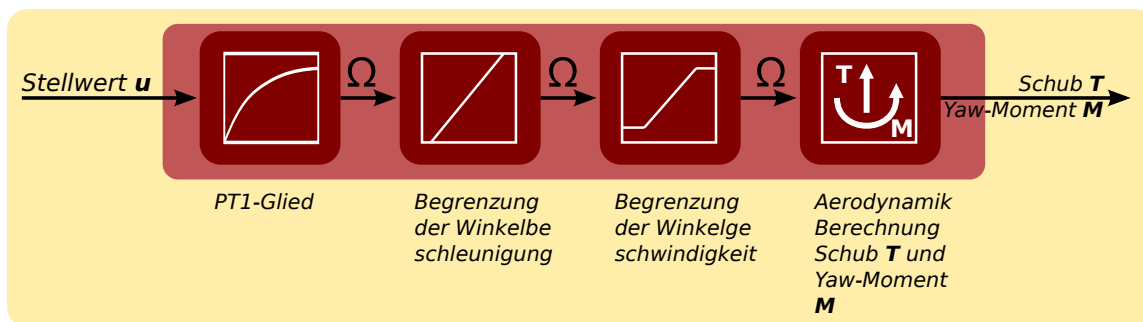 Stellwert u
Ω
Ω
Ω
T
M
Schub T
Yaw-Moment M
PT1-Glied
Begrenzung
der Winkelbe
schleunigung
Begrenzung
der Winkelge
schwindigkeit
Aerodynamik
Berechnung
Schub T und
Yaw-Moment
M